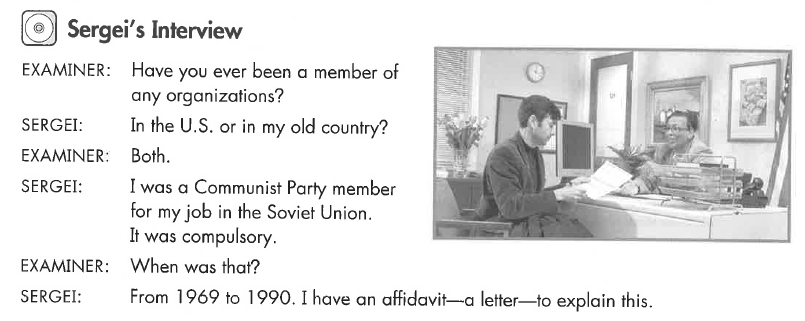 Sergei's Interview
EXAMINER: Have you ever been a member of
any organizations?
SERGEI: In the U.S. or in my old country?
EXAMINER: Both.
SERGEI: I was a Communist Party member
for my job in the Soviet Union.
It was compulsory.
EXAMINER: When was that?
SERGEI: From 1969 to 1990. I have an affidavit—a letter—to explain this.